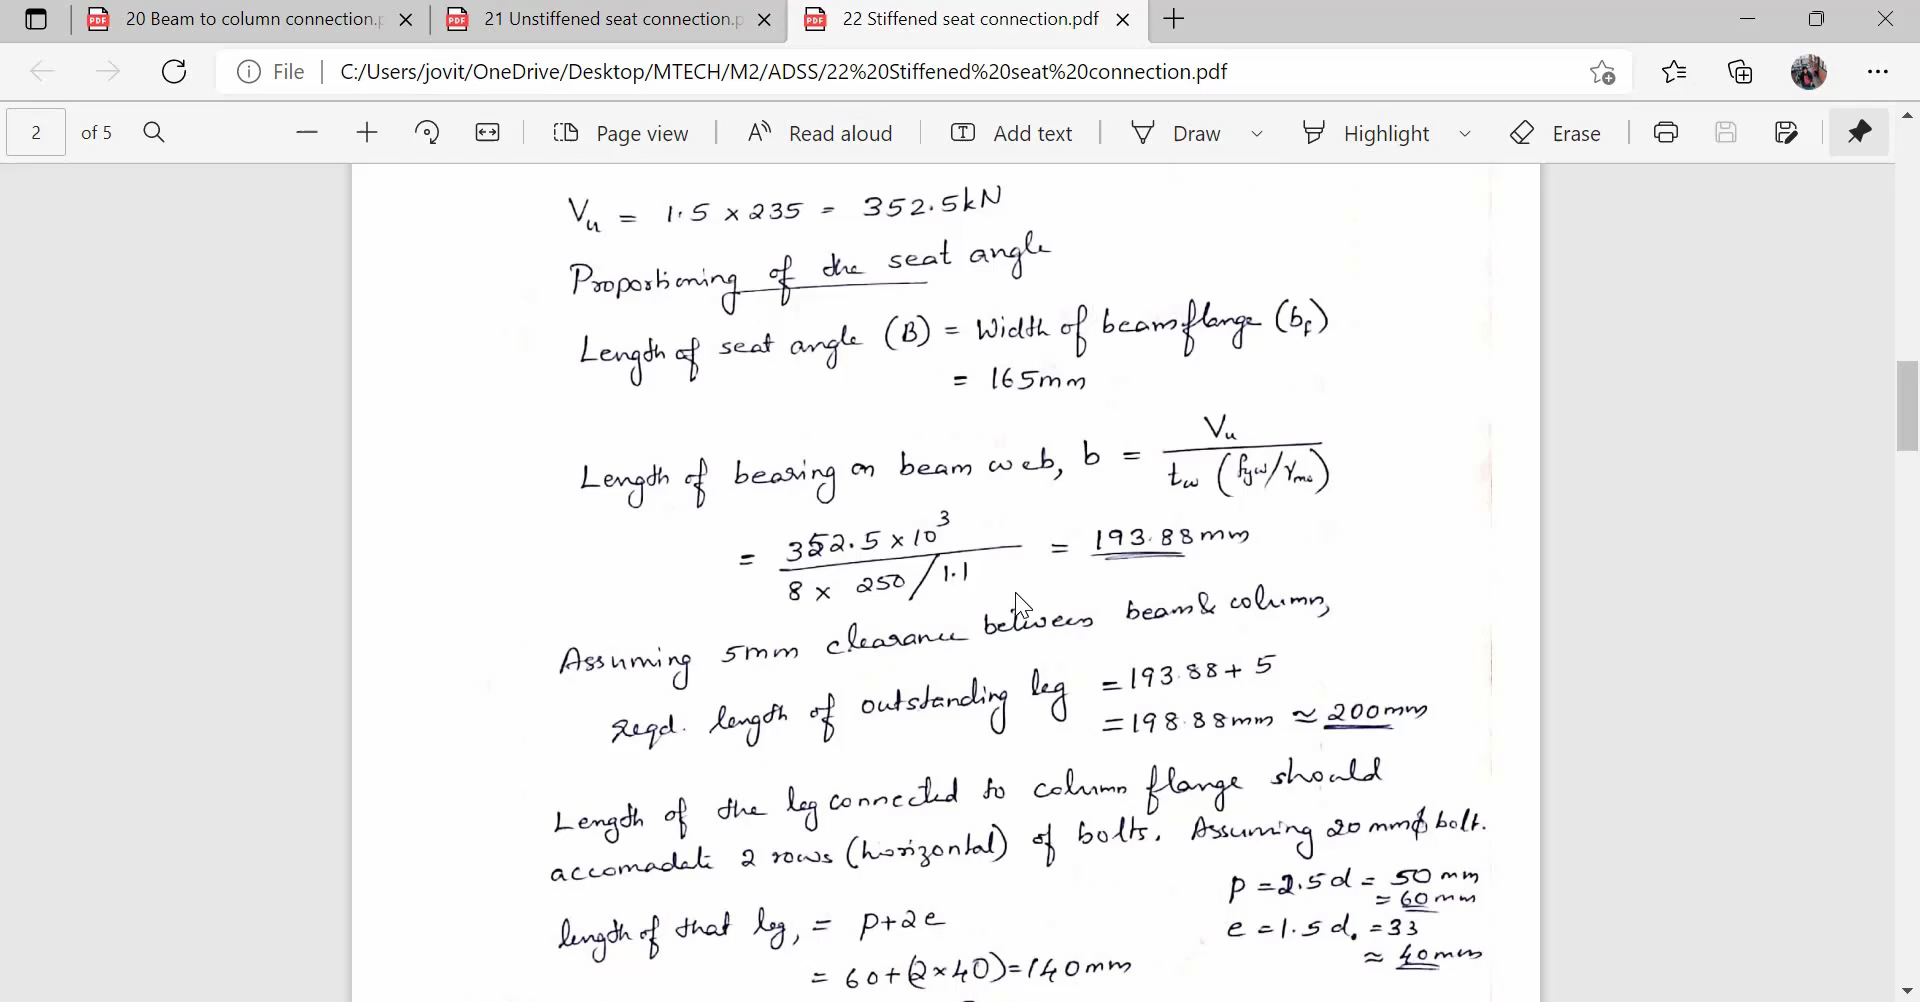 20 Beam to column connection.p
21 Unstiffened seat connection.p
22 Stiffened seat connection.pdf
File
C:/Users/jovit/OneDrive/Desktop/MTECH/M2/ADSS/22%20Stiffened%20seat%20connection.pdf
2 of 5
Page view
Read aloud
Add text
Draw
Highlight
Erase
Vu = 1.5 x 235 = 352.5kN
Proportioning of the seat angle
Length of seat angle (B) = Width of beam flange (bf)
= 165mm
Length of bearing on beam web, b = Vu / tw (fyw/γmo)
= 352.5 x 10^3 / 8 x 250/1.1 = 193.88mm
Assuming 5mm clearance between beam & column,
reqd. length of outstanding leg = 193.88 + 5
= 198.88mm ≈ 200mm
Length of the leg connected to column flange should
accomadate 2 rows (horizontal) of bolts. Assuming 20 mmϕ bolt.
p = 2.5d = 50 mm
= 60mm
length of that leg, = p+2e
e = 1.5 do = 33
≈ 40mm
= 60+(2×40)=140mm